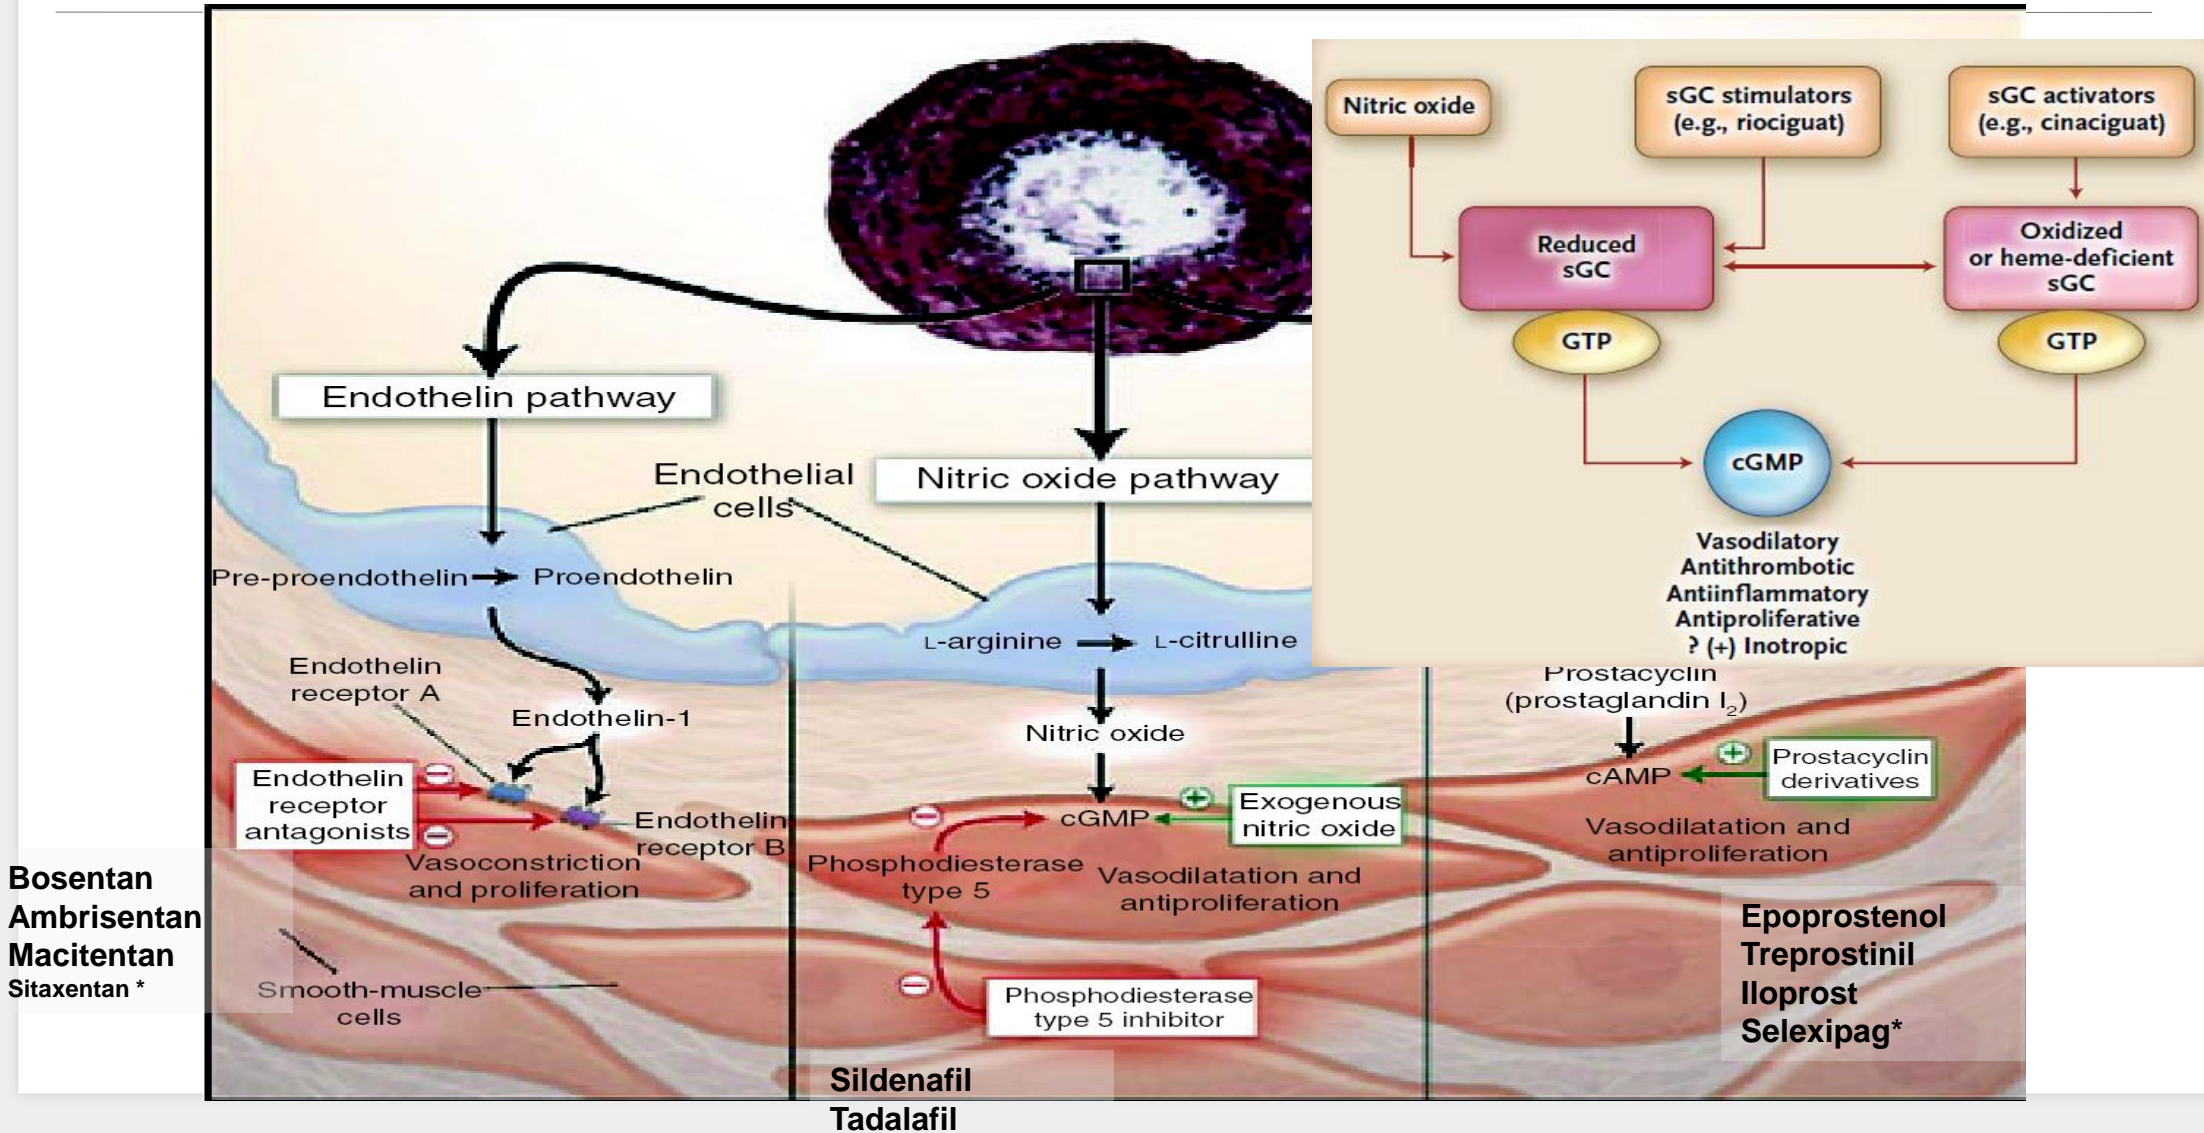 Nitric oxide
sGC stimulators
(e.g., riociguat)
sGC activators
(e.g., cinaciguat)
Reduced
sGC
Oxidized
or heme-deficient
sGC
GTP
GTP
cGMP
Vasodilatory
Antithrombotic
Antiinflammatory
Antiproliferative
? (+) Inotropic
Endothelin pathway
Endothelial
cells
Nitric oxide pathway
Pre-proendothelin
Proendothelin
L-arginine
L-citrulline
Endothelin
receptor A
Endothelin-1
Nitric oxide
Prostacyclin
(prostaglandin I2)
Endothelin
receptor
antagonists
−
−
Endothelin
receptor B
Vasoconstriction
and proliferation
−
cGMP
+
Exogenous
nitric oxide
Phosphodiesterase
type 5
Vasodilatation and
antiproliferation
cAMP
+
Prostacyclin
derivatives
Vasodilatation and
antiproliferation
Smooth-muscle
cells
−
Phosphodiesterase
type 5 inhibitor
Bosentan
Ambrisentan
Macitentan
Sitaxentan *
Sildenafil
Tadalafil
Epoprostenol
Treprostinil
Iloprost
Selexipag*